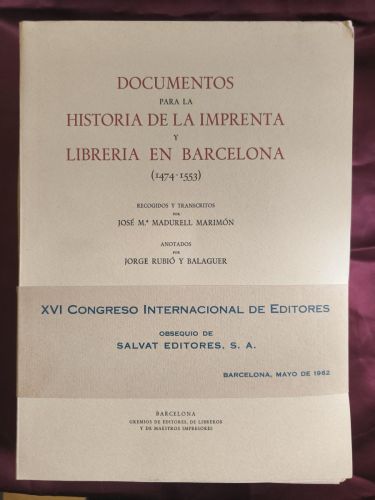 DOCUMENTOS
PARA LA
HISTORIA DE LA IMPRENTA
Y
LIBRERIA EN BARCELONA
(1474-1553)
RECOGIDOS Y TRANSCRITOS
POR
JOSÉ M.ª MADURELL MARIMÓN
ANOTADOS
POR
JORGE RUBIÓ Y BALAGUER
XVI CONGRESO INTERNACIONAL DE EDITORES
OBSEQUIO DE
SALVAT EDITORES, S. A.
BARCELONA, MAYO DE 1962
BARCELONA
GREMIOS DE EDITORES, DE LIBREROS
Y DE MAESTROS IMPRESORES